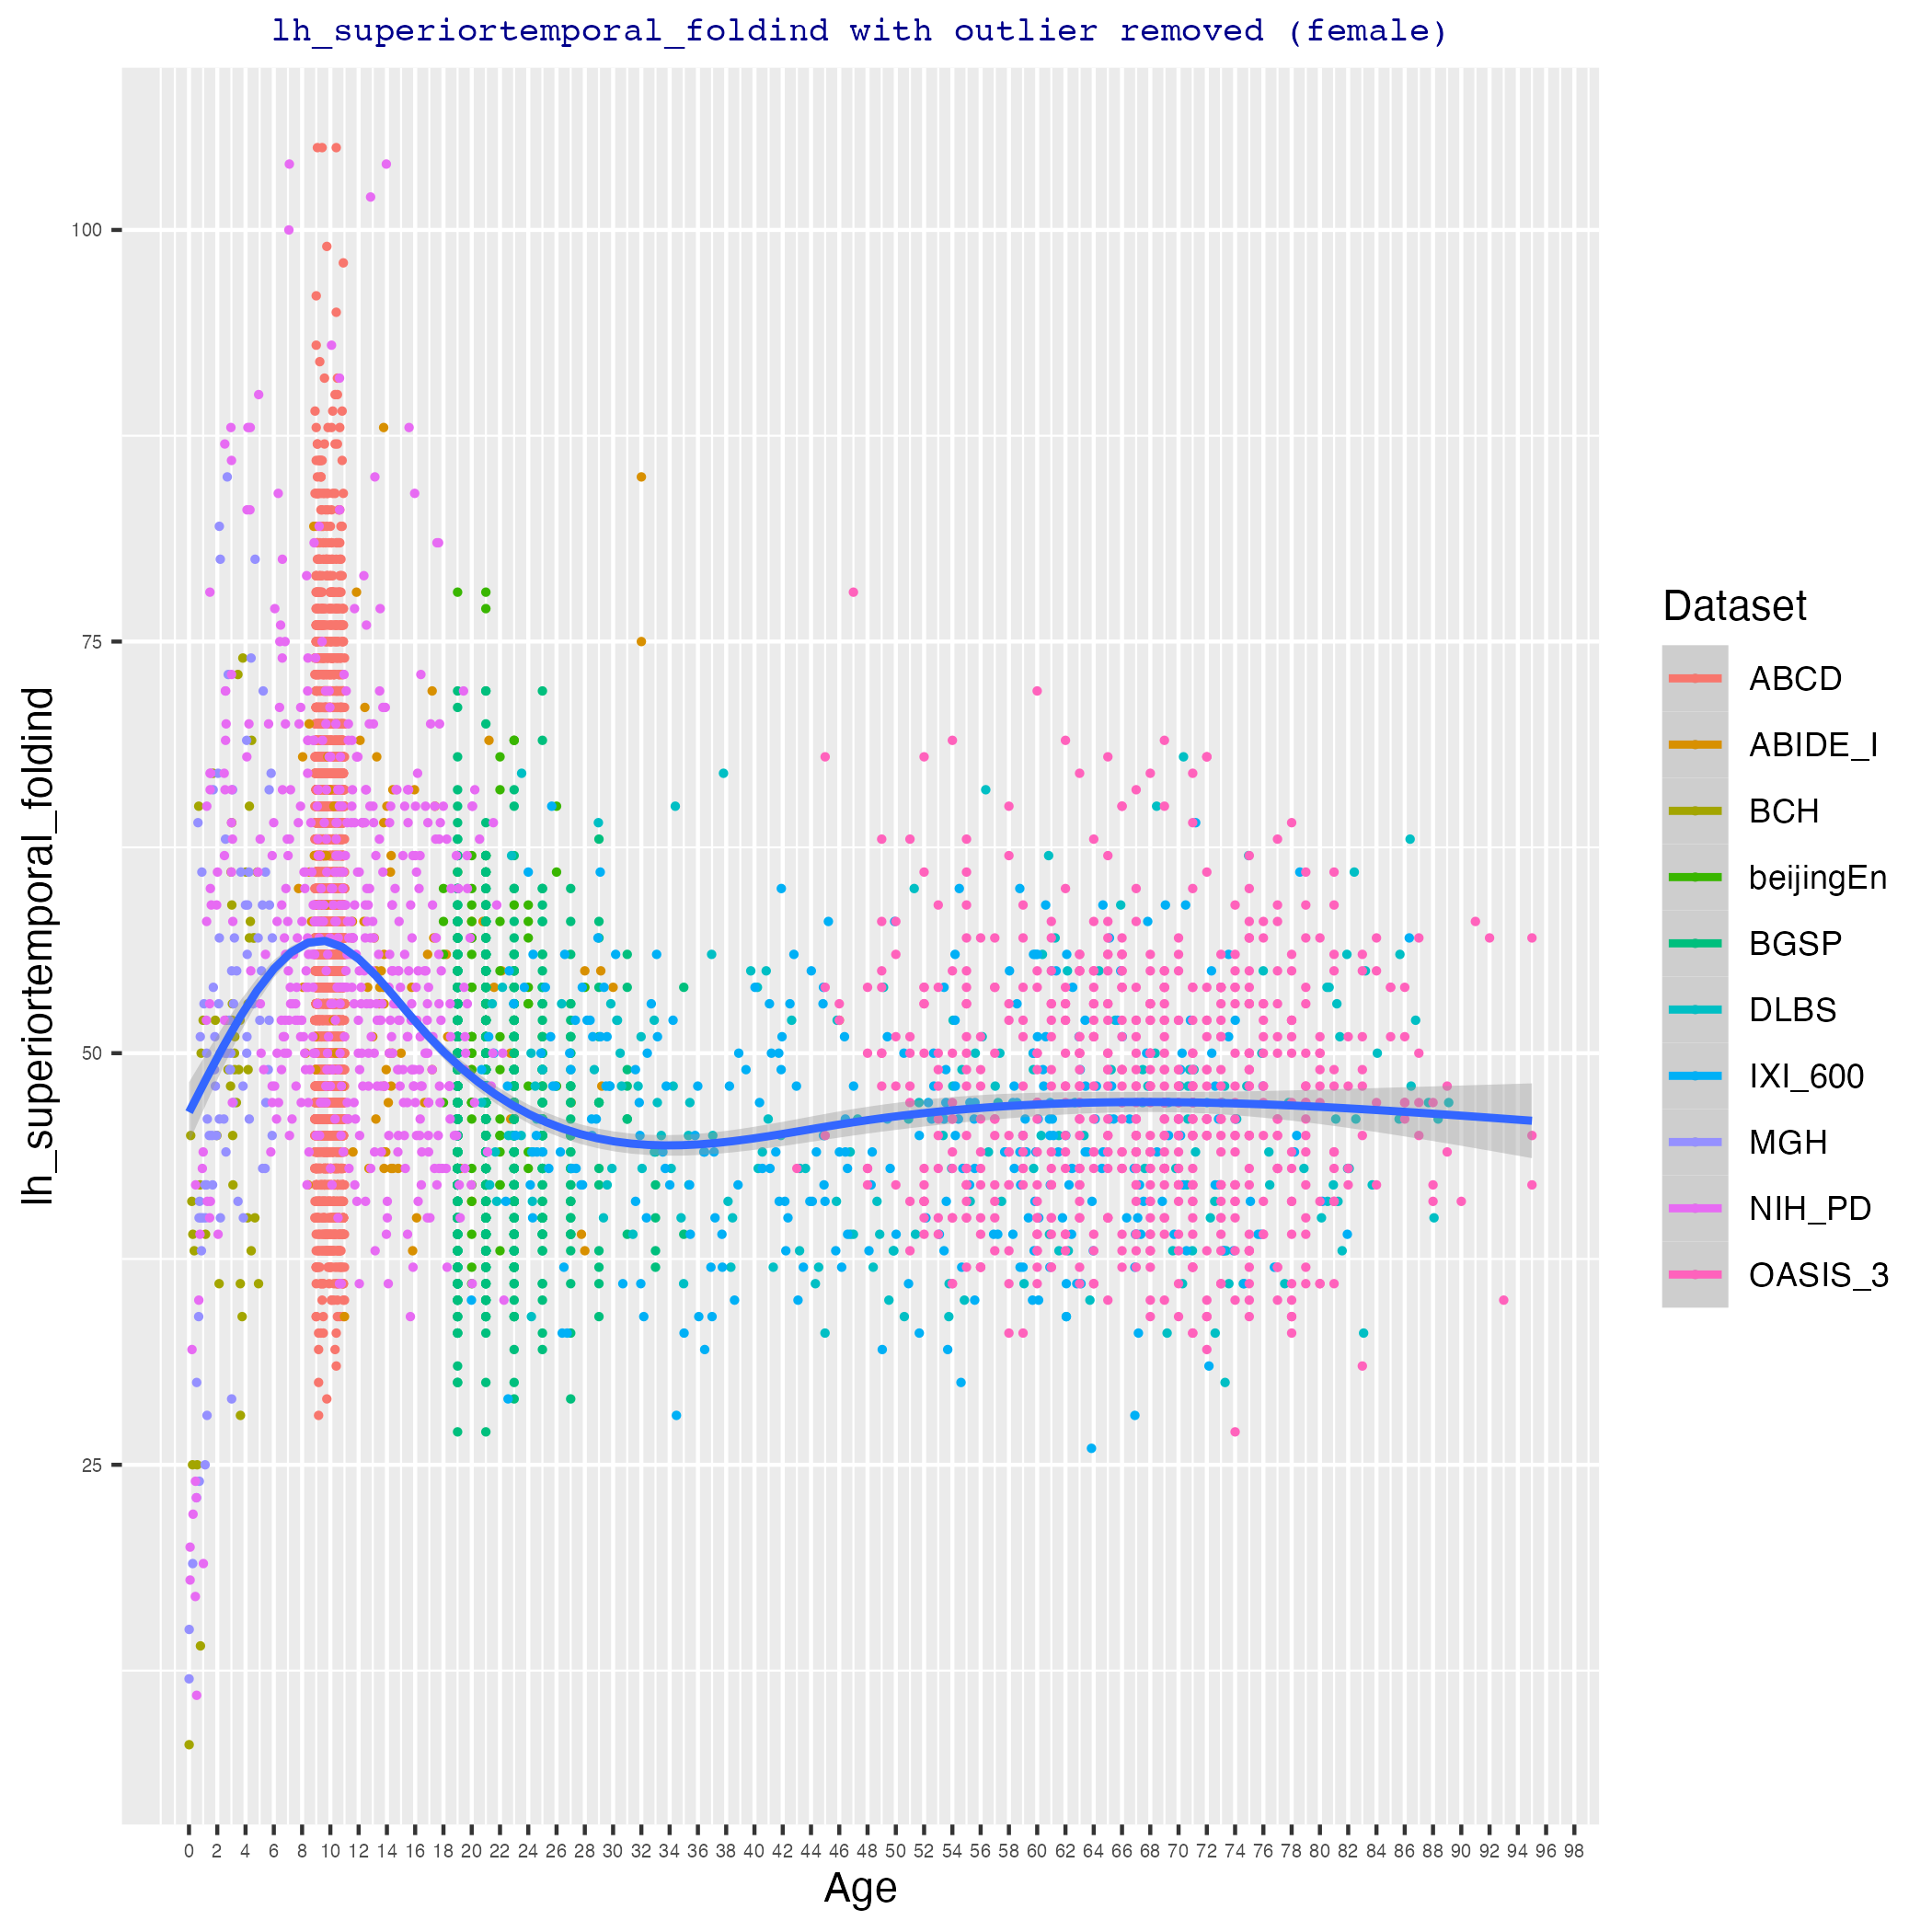 lh_superiortemporal_foldind with outlier removed (female)
lh_superiortemporal_foldind
100
75
50
25
0 2 4 6 8 10 12 14 16 18 20 22 24 26 28 30 32 34 36 38 40 42 44 46 48 50 52 54 56 58 60 62 64 66 68 70 72 74 76 78 80 82 84 86 88 90 92 94 96 98
Age
Dataset
ABCD
ABIDE_I
BCH
beijingEn
BGSP
DLBS
IXI_600
MGH
NIH_PD
OASIS_3